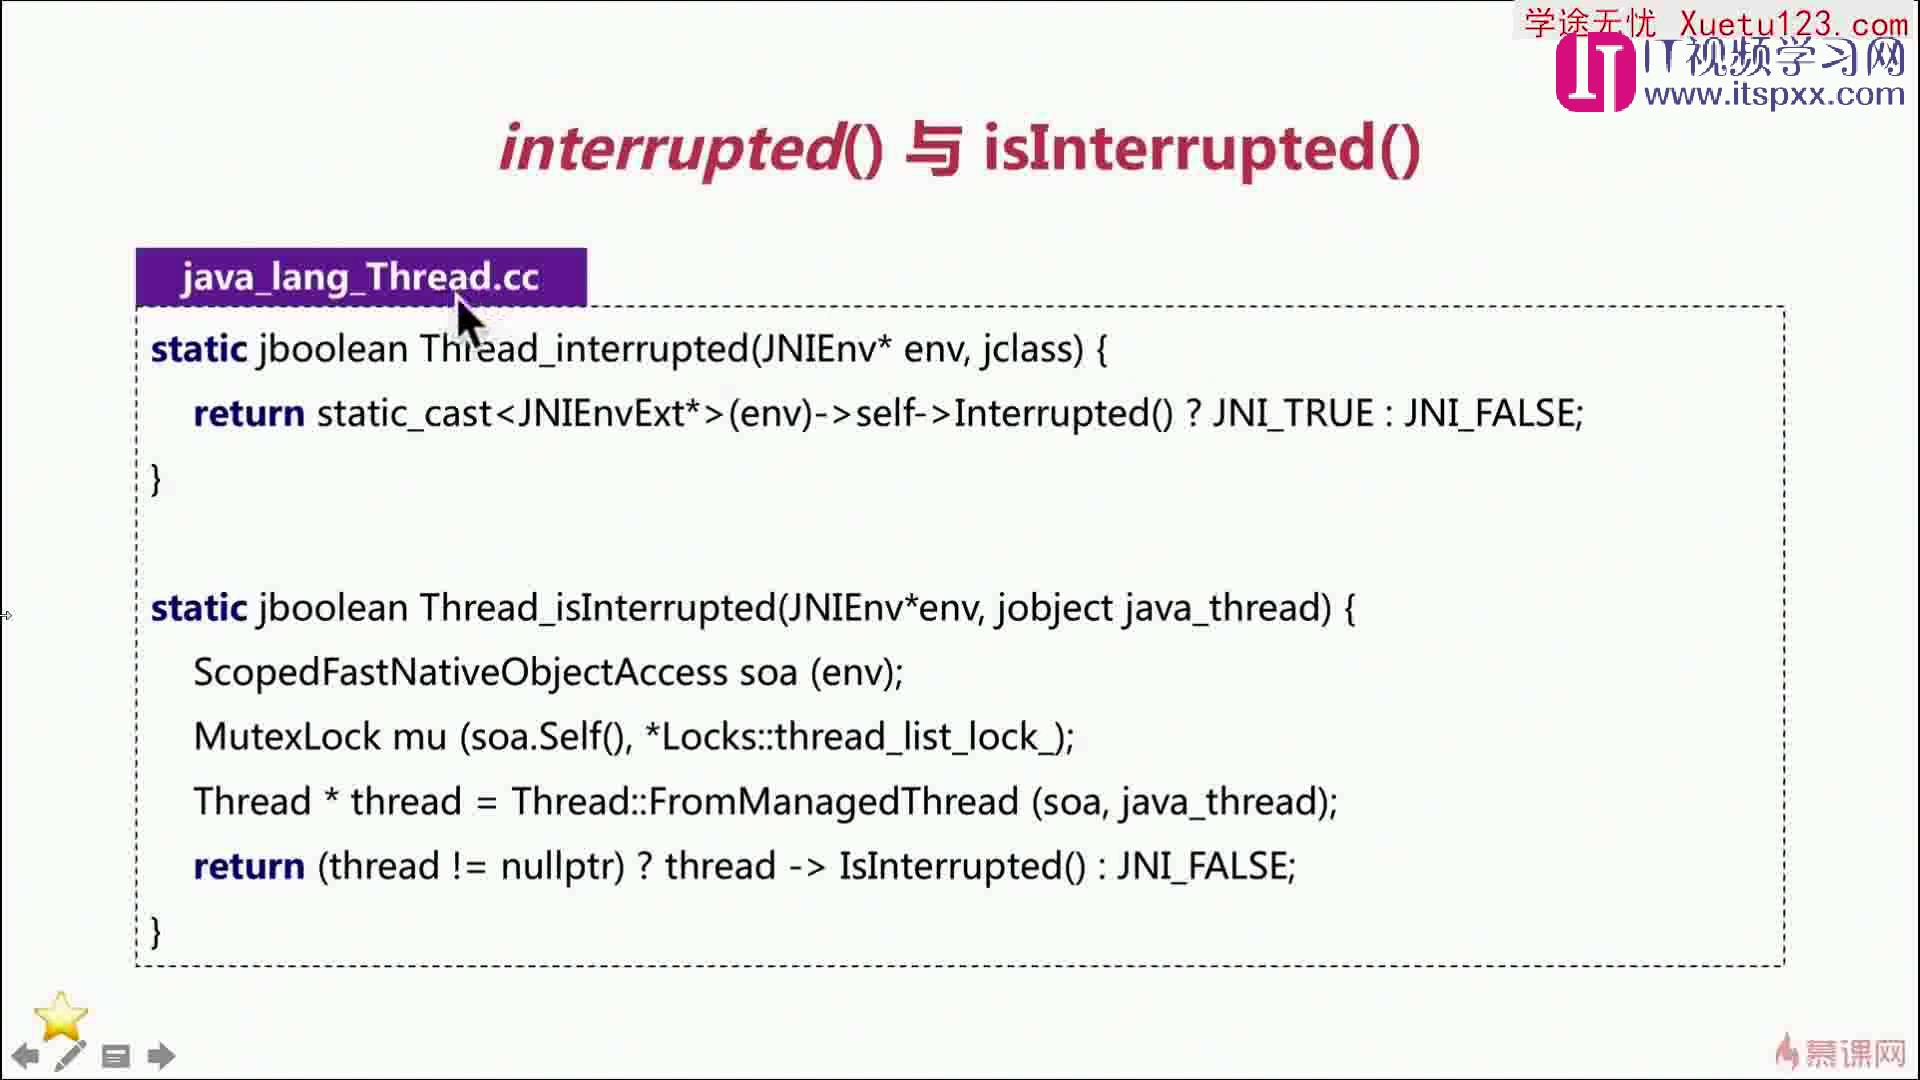 学途无忧 Xuetu123.com
IT视频学习网
www.itspxx.com
interrupted() 与 isInterrupted()
java_lang_Thread.cc
static jboolean Thread_interrupted(JNIEnv* env, jclass) {
return static_cast<JNIEnvExt*>(env)->self->Interrupted() ? JNI_TRUE : JNI_FALSE;
}
static jboolean Thread_isInterrupted(JNIEnv*env, jobject java_thread) {
ScopedFastNativeObjectAccess soa (env);
MutexLock mu (soa.Self(), *Locks::thread_list_lock_);
Thread * thread = Thread::FromManagedThread (soa, java_thread);
return (thread != nullptr) ? thread -> IsInterrupted() : JNI_FALSE;
}
慕课网